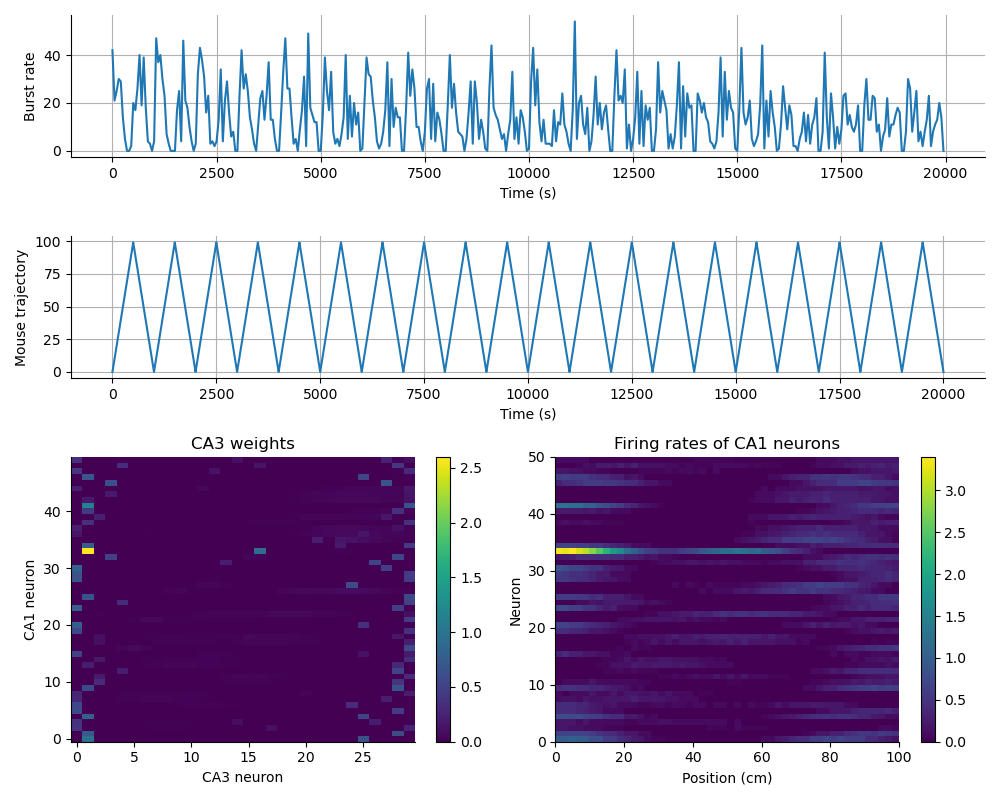 Burst rate
40
20
0
0 2500 5000 7500 10000 12500 15000 17500 20000
Time (s)
Mouse trajectory
100
75
50
25
0
0 2500 5000 7500 10000 12500 15000 17500 20000
Time (s)
CA3 weights
CA1 neuron
40
30
20
10
0
0 5 10 15 20 25
CA3 neuron
2.5
2.0
1.5
1.0
0.5
0.0
Firing rates of CA1 neurons
Neuron
50
40
30
20
10
0
0 20 40 60 80 100
Position (cm)
3.0
2.5
2.0
1.5
1.0
0.5
0.0